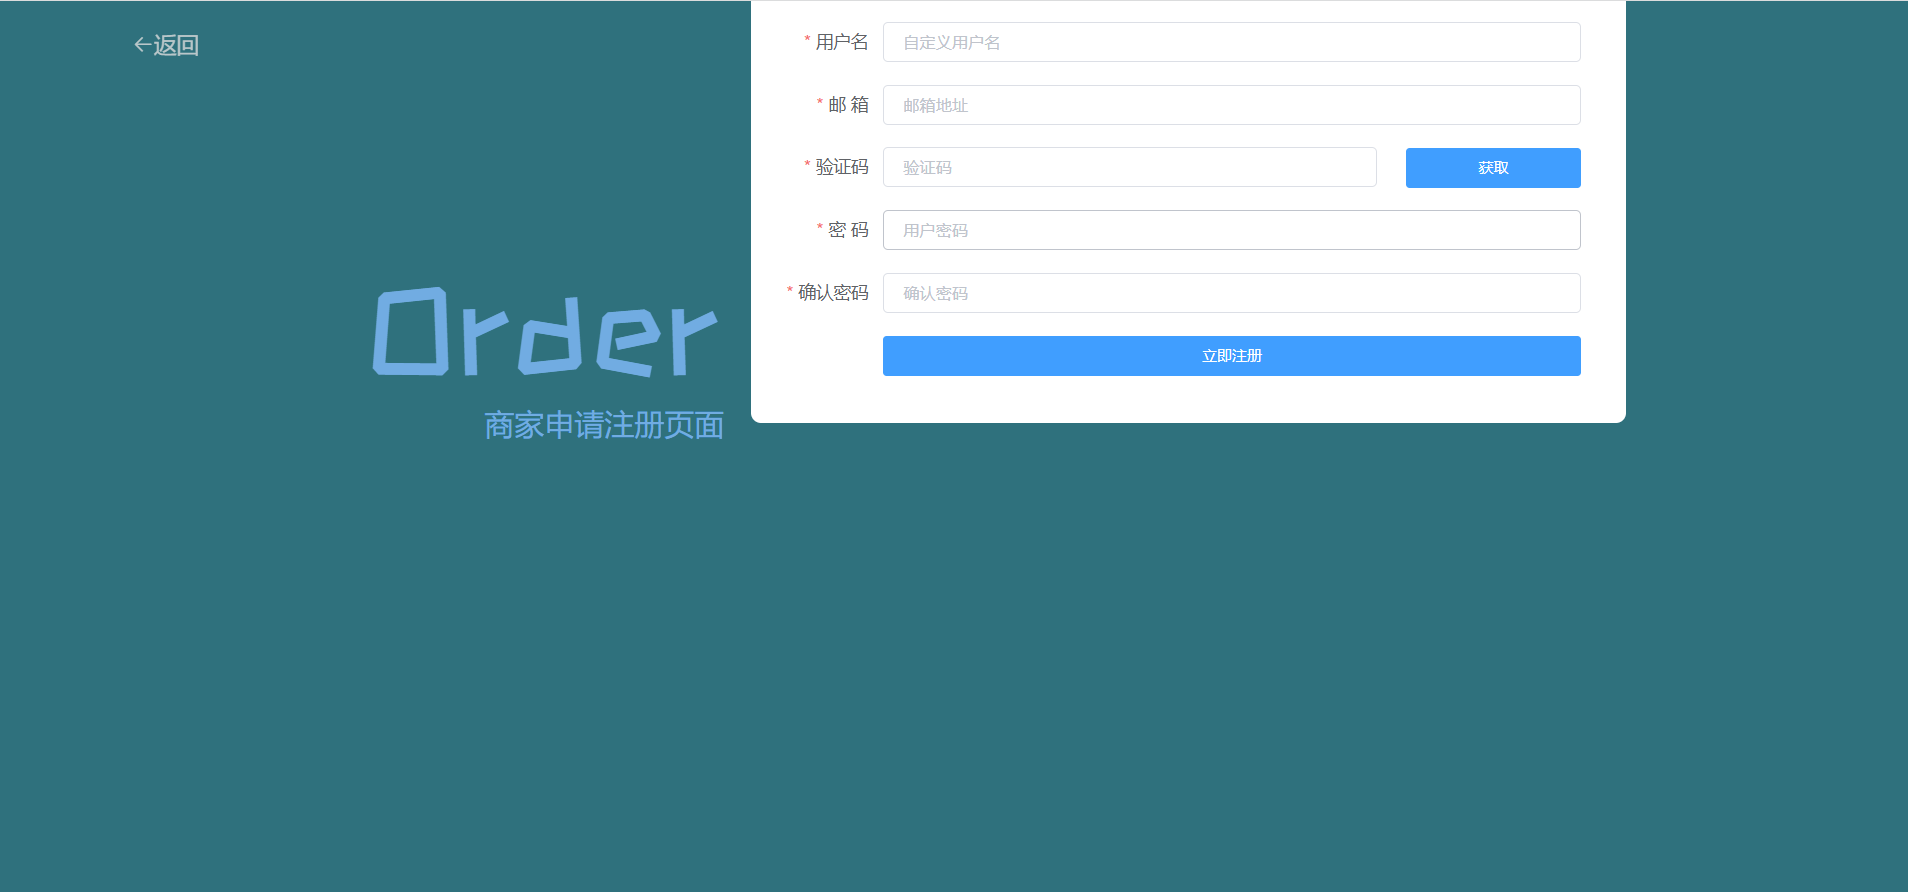 返回
* 用户名 自定义用户名
* 邮 箱 邮箱地址
* 验证码 验证码 获取
* 密 码 用户密码
* 确认密码 确认密码
立即注册
Order
商家申请注册页面